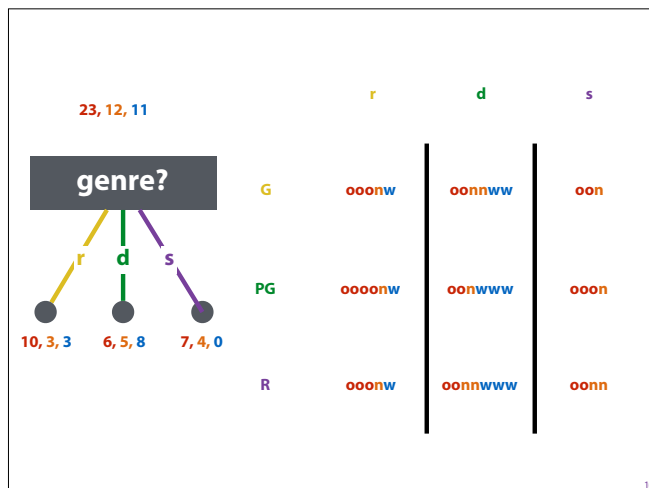 r d s
23, 12, 11
genre?
G ooonw oonnww oon
r d s
PG oooonw oonwww ooon
10, 3, 3 6, 5, 8 7, 4, 0
R ooonw oonnwww oonn
1